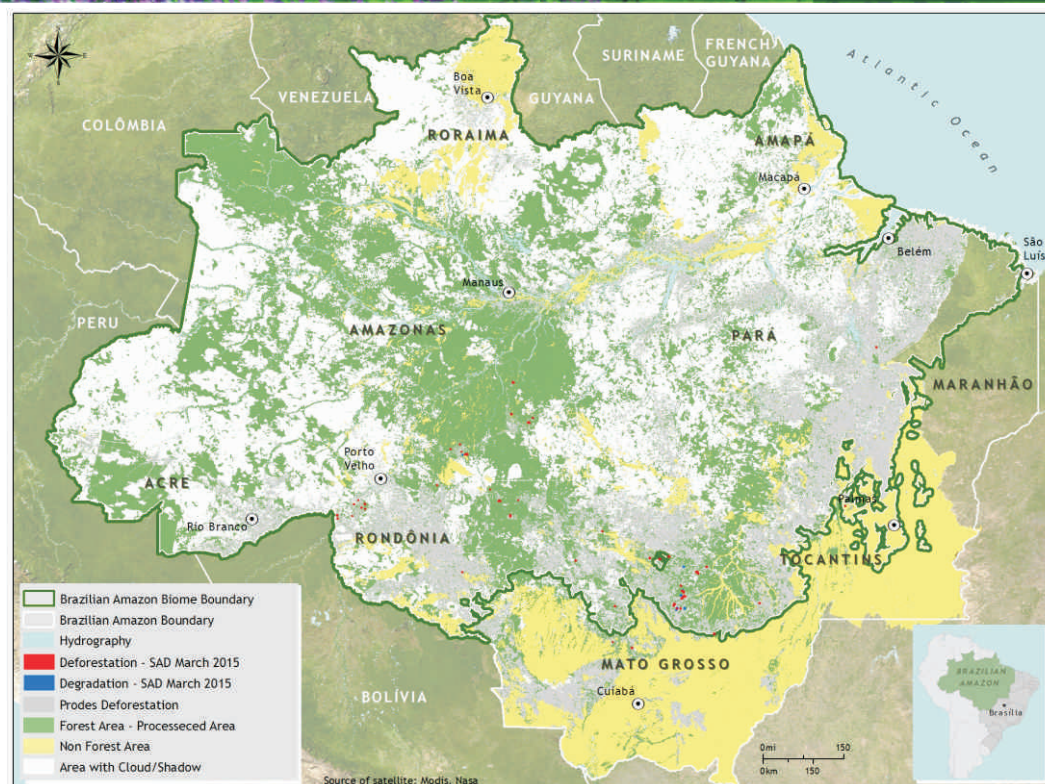 SURINAME
FRENCH
GUYANA
Atlantic Ocean
VENEZUELA
GUYANA
COLÔMBIA
Boa
Vista
RORAIMA
AMAPÁ
Macapá
Belém
São
Luís
Manaus
PERU
AMAZONAS
PARÁ
MARANHÃO
Porto
Velho
ACRE
Rio Branco
RONDÔNIA
Palmas
TOCANTINS
MATO GROSSO
Cuiabá
BOLÍVIA
Brazilian Amazon Biome Boundary
Brazilian Amazon Boundary
Hydrography
Deforestation - SAD March 2015
Degradation - SAD March 2015
Prodes Deforestation
Forest Area - Processeced Area
Non Forest Area
Area with Cloud/Shadow
Source of satellite: Modis, Nasa
0mi 150
0km 150
BRAZILIAN
AMAZON
Brasília